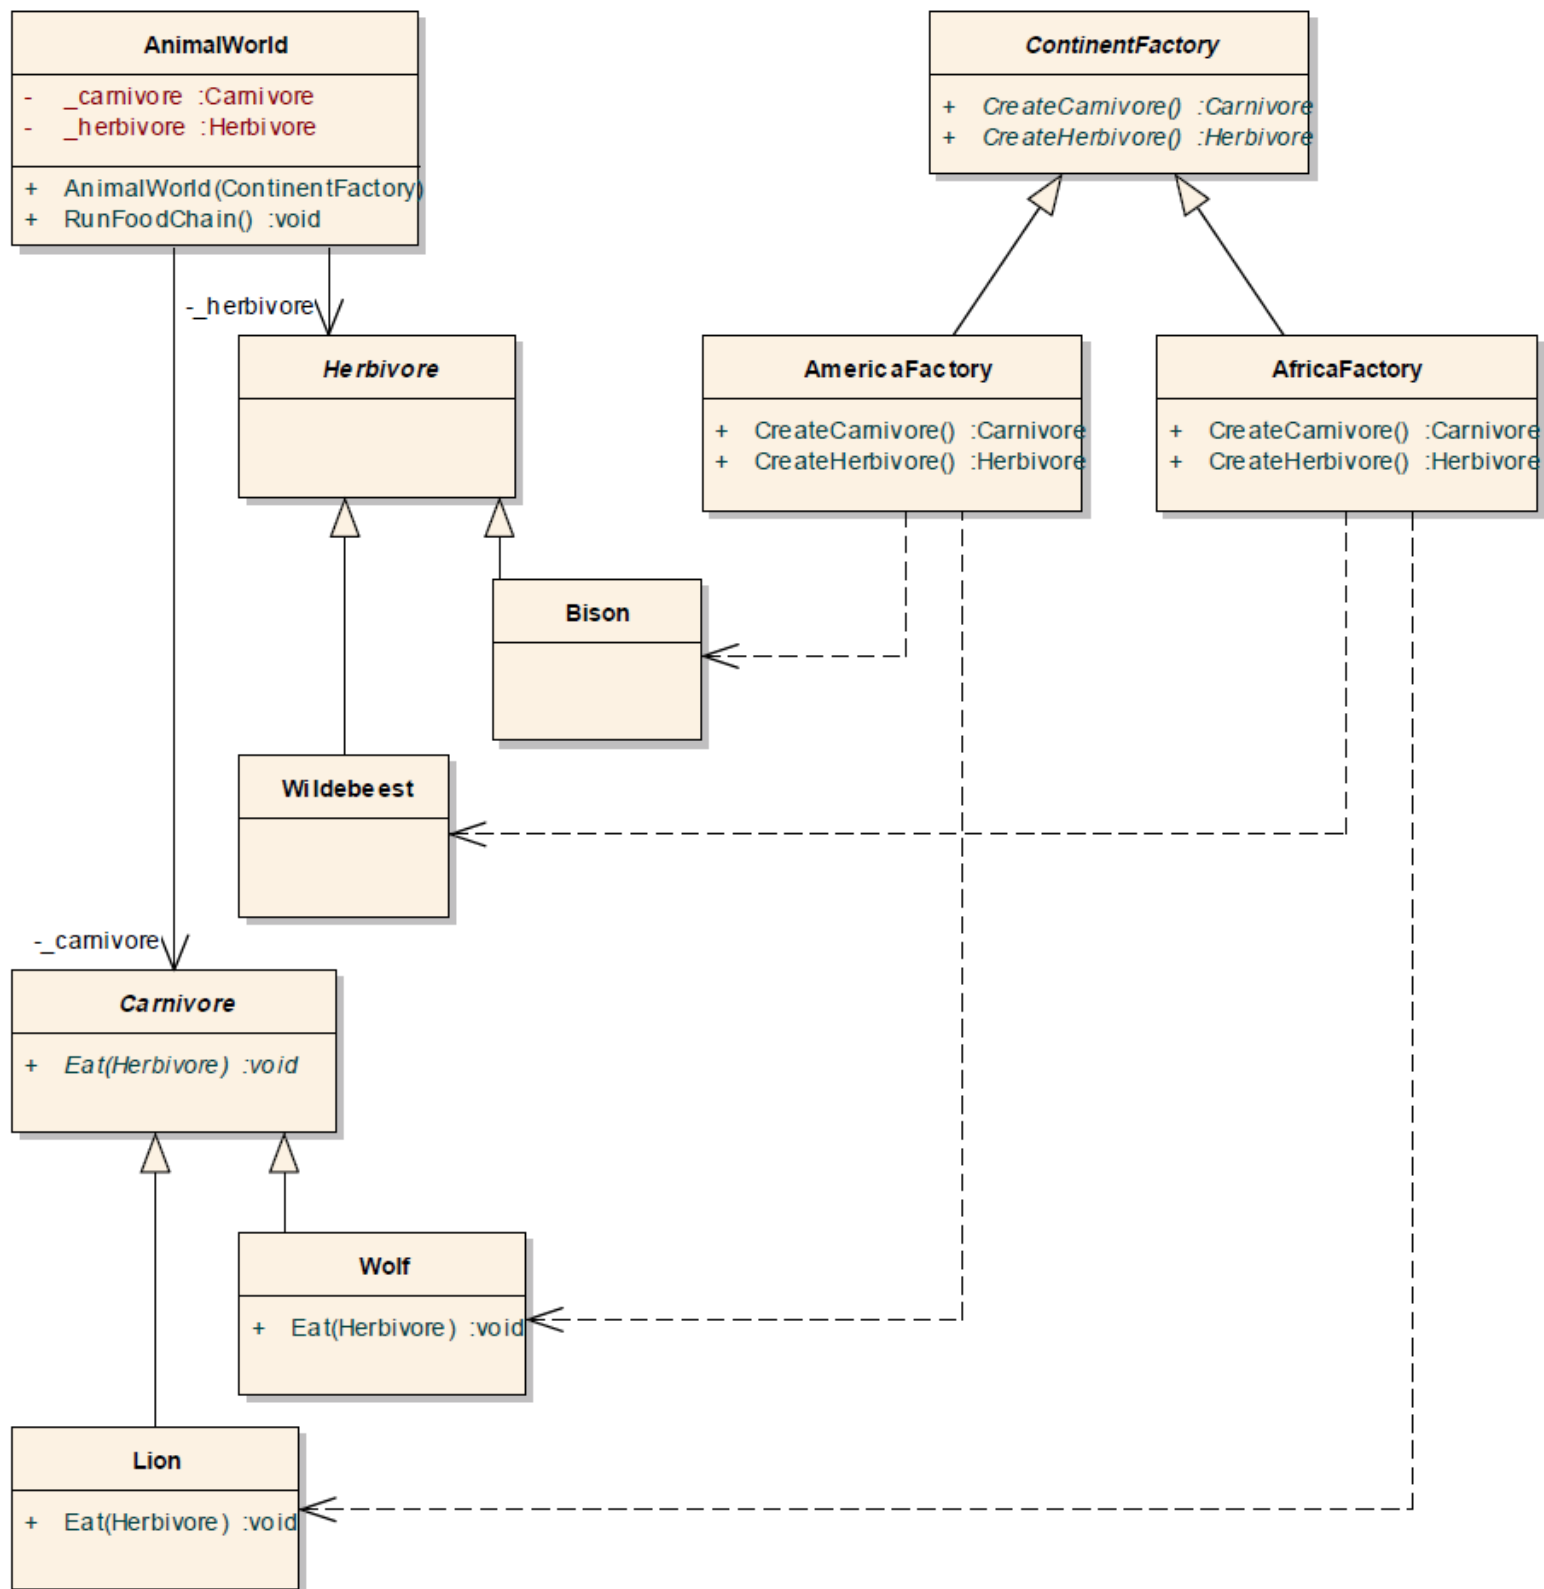 AnimalWorld
- _carnivore :Carnivore
- _herbivore :Herbivore
+ AnimalWorld(ContinentFactory)
+ RunFoodChain() :void
ContinentFactory
+ CreateCarnivore() :Carnivore
+ CreateHerbivore() :Herbivore
-_herbivore
Herbivore
AmericaFactory
+ CreateCarnivore() :Carnivore
+ CreateHerbivore() :Herbivore
AfricaFactory
+ CreateCarnivore() :Carnivore
+ CreateHerbivore() :Herbivore
Bison
Wildebeest
-_carnivore
Carnivore
+ Eat(Herbivore) :void
Wolf
+ Eat(Herbivore) :void
Lion
+ Eat(Herbivore) :void